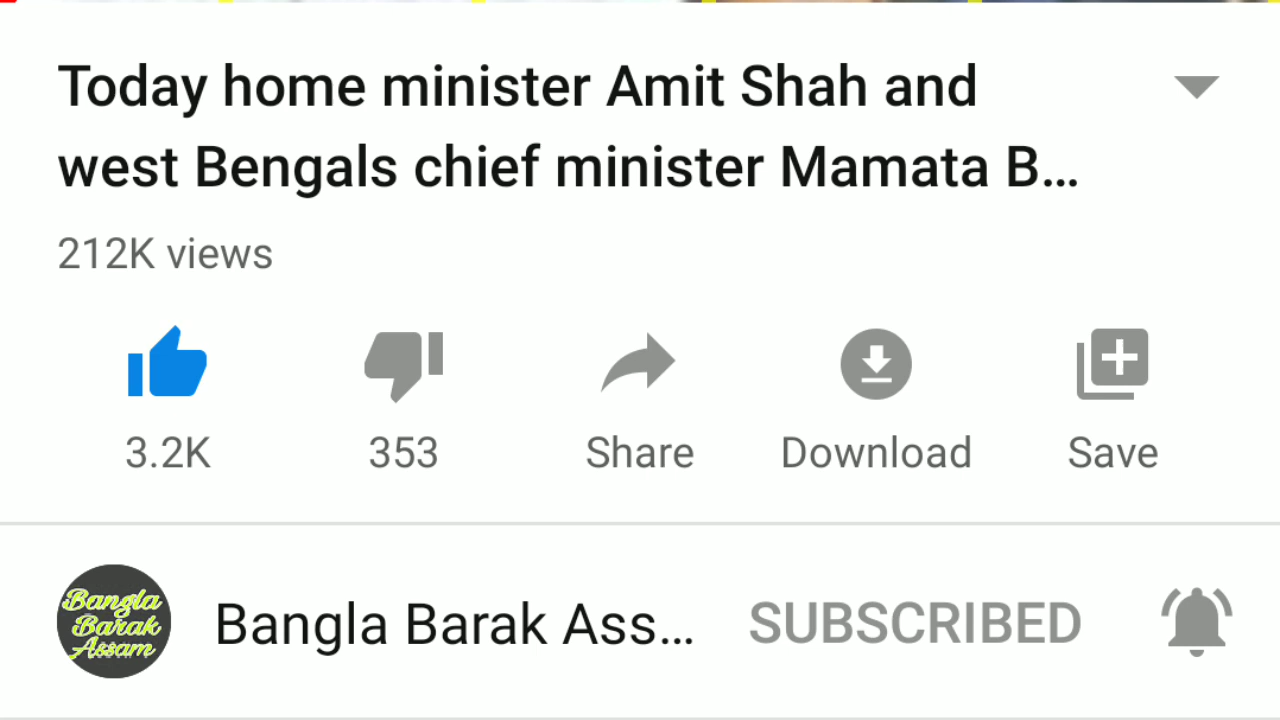 Today home minister Amit Shah and
west Bengals chief minister Mamata B...
212K views
3.2K 353 Share Download Save
Bangla
Barak
Assam
Bangla Barak Ass... SUBSCRIBED